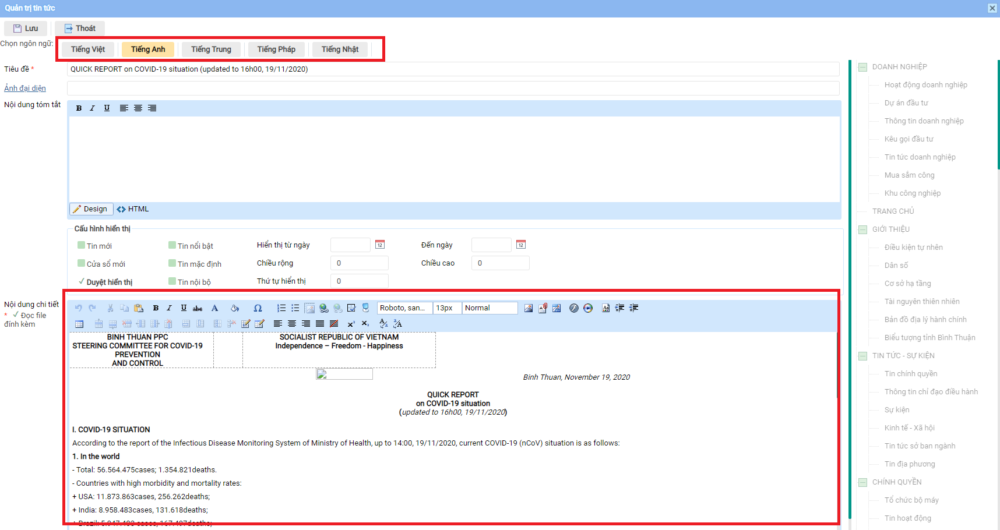 Quản trị tin tức
Lưu
Thoát
Chọn ngôn ngữ:
Tiếng Việt
Tiếng Anh
Tiếng Trung
Tiếng Pháp
Tiếng Nhật
Tiêu đề *
QUICK REPORT on COVID-19 situation (updated to 16h00, 19/11/2020)
Ảnh đại diện
Nội dung tóm tắt
B I U
Design
HTML
Cấu hình hiển thị
Tin mới
Tin nổi bật
Hiển thị từ ngày
12
Đến ngày
12
Cửa sổ mới
Tin mặc định
Chiều rộng
0
Chiều cao
0
Duyệt hiển thị
Tin nội bộ
Thứ tự hiển thị
0
Nội dung chi tiết
* Đọc file
đính kèm
B I U abc A Ω
Roboto, san...
13px
Normal
BINH THUAN PPC
STEERING COMMITTEE FOR COVID-19
PREVENTION
AND CONTROL
SOCIALIST REPUBLIC OF VIETNAM
Independence – Freedom - Happiness
Binh Thuan, November 19, 2020
QUICK REPORT
on COVID-19 situation
(updated to 16h00, 19/11/2020)
I. COVID-19 SITUATION
According to the report of the Infectious Disease Monitoring System of Ministry of Health, up to 14:00, 19/11/2020, current COVID-19 (nCoV) situation is as follows:
1. In the world
- Total: 56.564.475cases; 1.354.821deaths.
- Countries with high morbidity and mortality rates:
+ USA: 11.873.863cases, 256.262deaths;
+ India: 8.958.483cases, 131.618deaths;
DOANH NGHIỆP
Hoạt động doanh nghiệp
Dự án đầu tư
Thông tin doanh nghiệp
Kêu gọi đầu tư
Tin tức doanh nghiệp
Mua sắm công
Khu công nghiệp
TRANG CHỦ
GIỚI THIỆU
Điều kiện tự nhên
Dân số
Cơ sở hạ tầng
Tài nguyên thiên nhiên
Bản đồ địa lý hành chính
Biểu tượng tỉnh Bình Thuận
TIN TỨC - SỰ KIỆN
Tin chính quyền
Thông tin chỉ đạo điều hành
Sự kiện
Kinh tế - Xã hội
Tin tức sở ban ngành
Tin địa phương
CHÍNH QUYỀN
Tổ chức bộ máy
Tin hoạt động